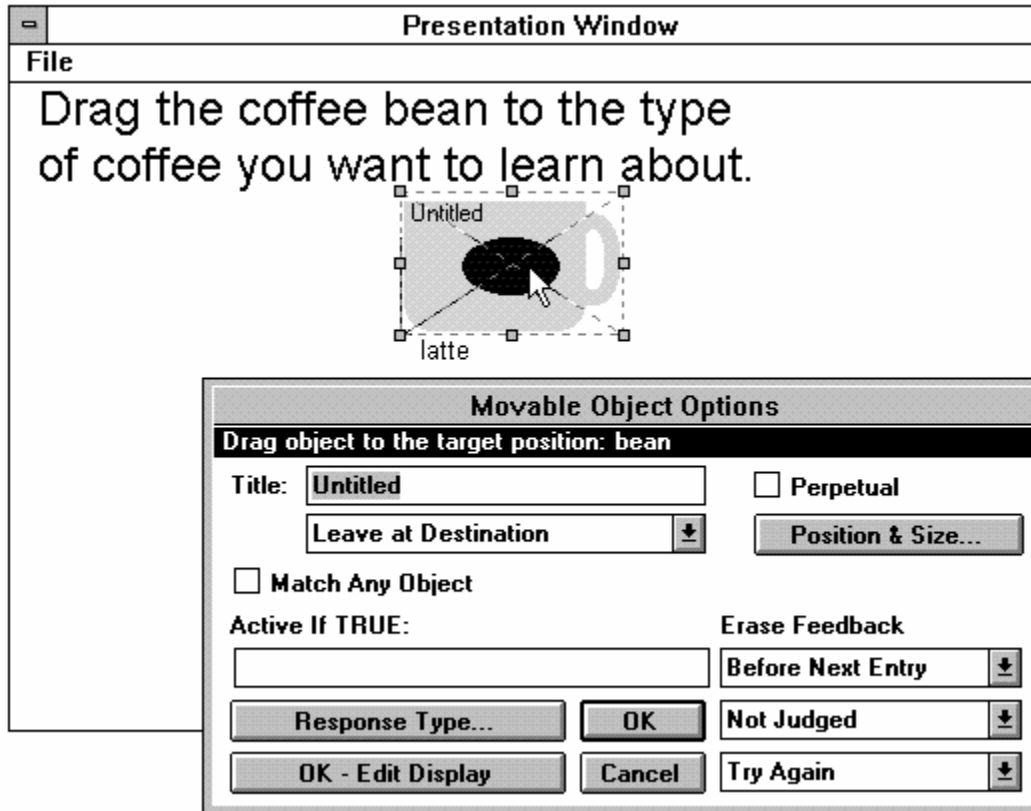 Presentation Window
File
Drag the coffee bean to the type
of coffee you want to learn about.
Untitled
latte
Movable Object Options
Drag object to the target position: bean
Title: Untitled
Perpetual
Leave at Destination
Position & Size...
Match Any Object
Active If TRUE:
Erase Feedback
Before Next Entry
Response Type...
OK
Not Judged
OK - Edit Display
Cancel
Try Again